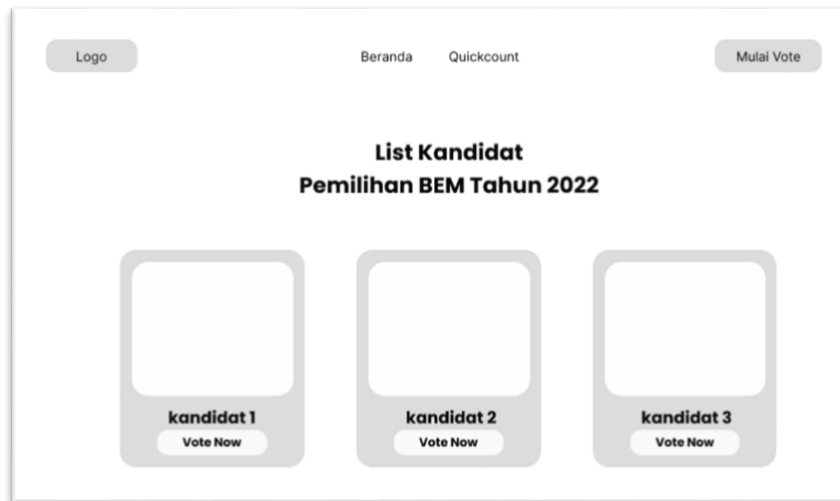 Logo
Beranda
Quickcount
Mulai Vote
List Kandidat
Pemilihan BEM Tahun 2022
kandidat 1
Vote Now
kandidat 2
Vote Now
kandidat 3
Vote Now